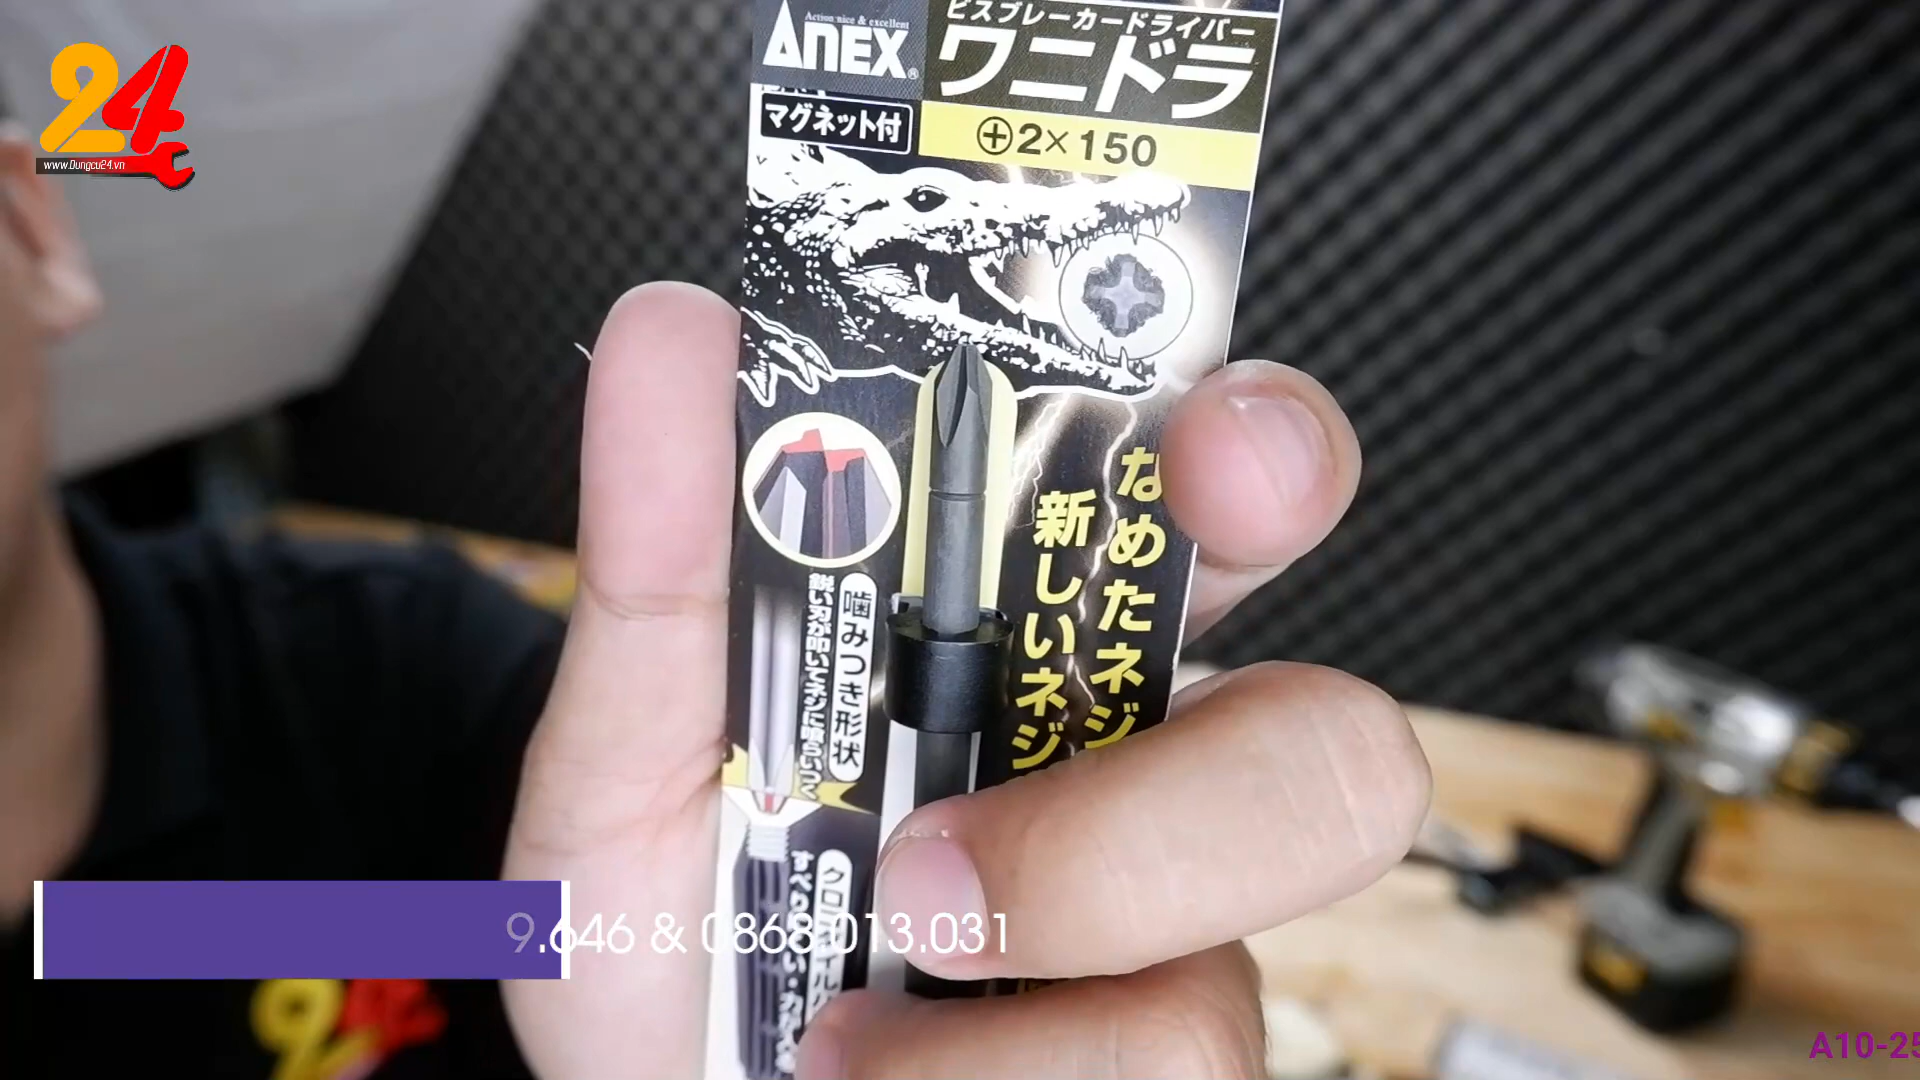 24
www.Dungcu24.vn
Action nice & excellent
ANEX®
ビスブレーカードライバー
ワニドラ
マグネット付
⊕2×150
なめたネジ
新しいネジ
噛みつき形状
鋭い刃が叩いてネジに喰らいつく
9.646 & 0868.013.031
A10-25